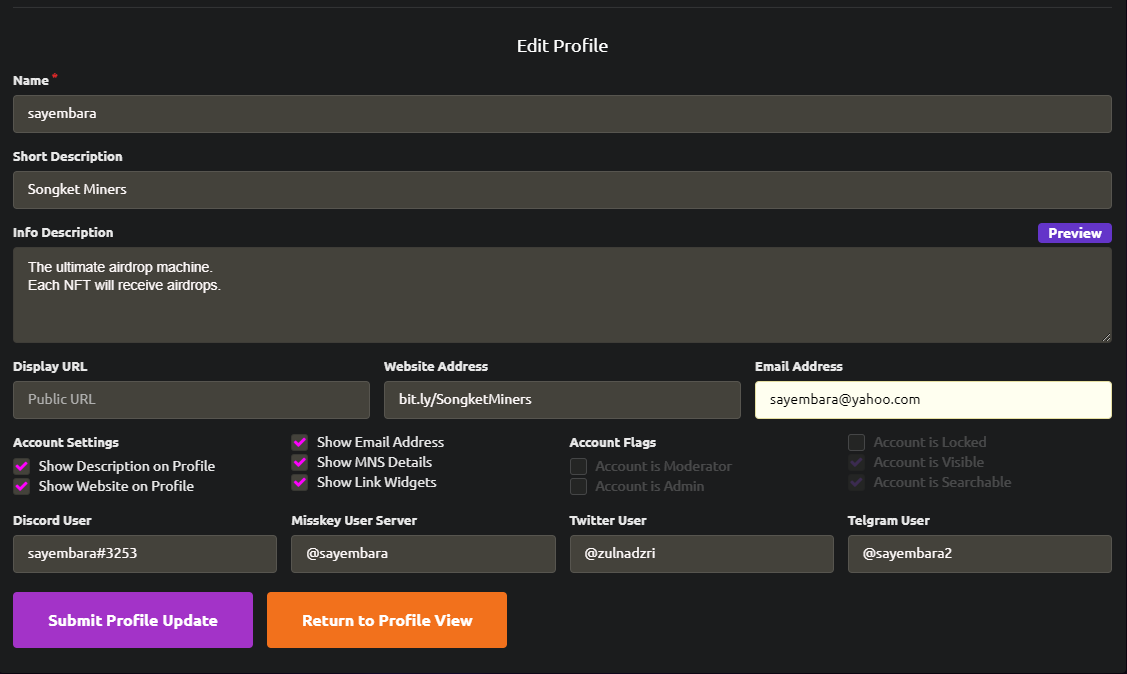 Edit Profile
Name *
sayembara
Short Description
Songket Miners
Info Description
Preview
The ultimate airdrop machine.
Each NFT will receive airdrops.
Display URL
Website Address
Email Address
Public URL
bit.ly/SongketMiners
sayembara@yahoo.com
Account Settings
Show Description on Profile
Show Website on Profile
Show Email Address
Show MNS Details
Show Link Widgets
Account Flags
Account is Moderator
Account is Admin
Account is Locked
Account is Visible
Account is Searchable
Discord User
Misskey User Server
Twitter User
Telgram User
sayembara#3253
@sayembara
@zulnadzri
@sayembara2
Submit Profile Update
Return to Profile View